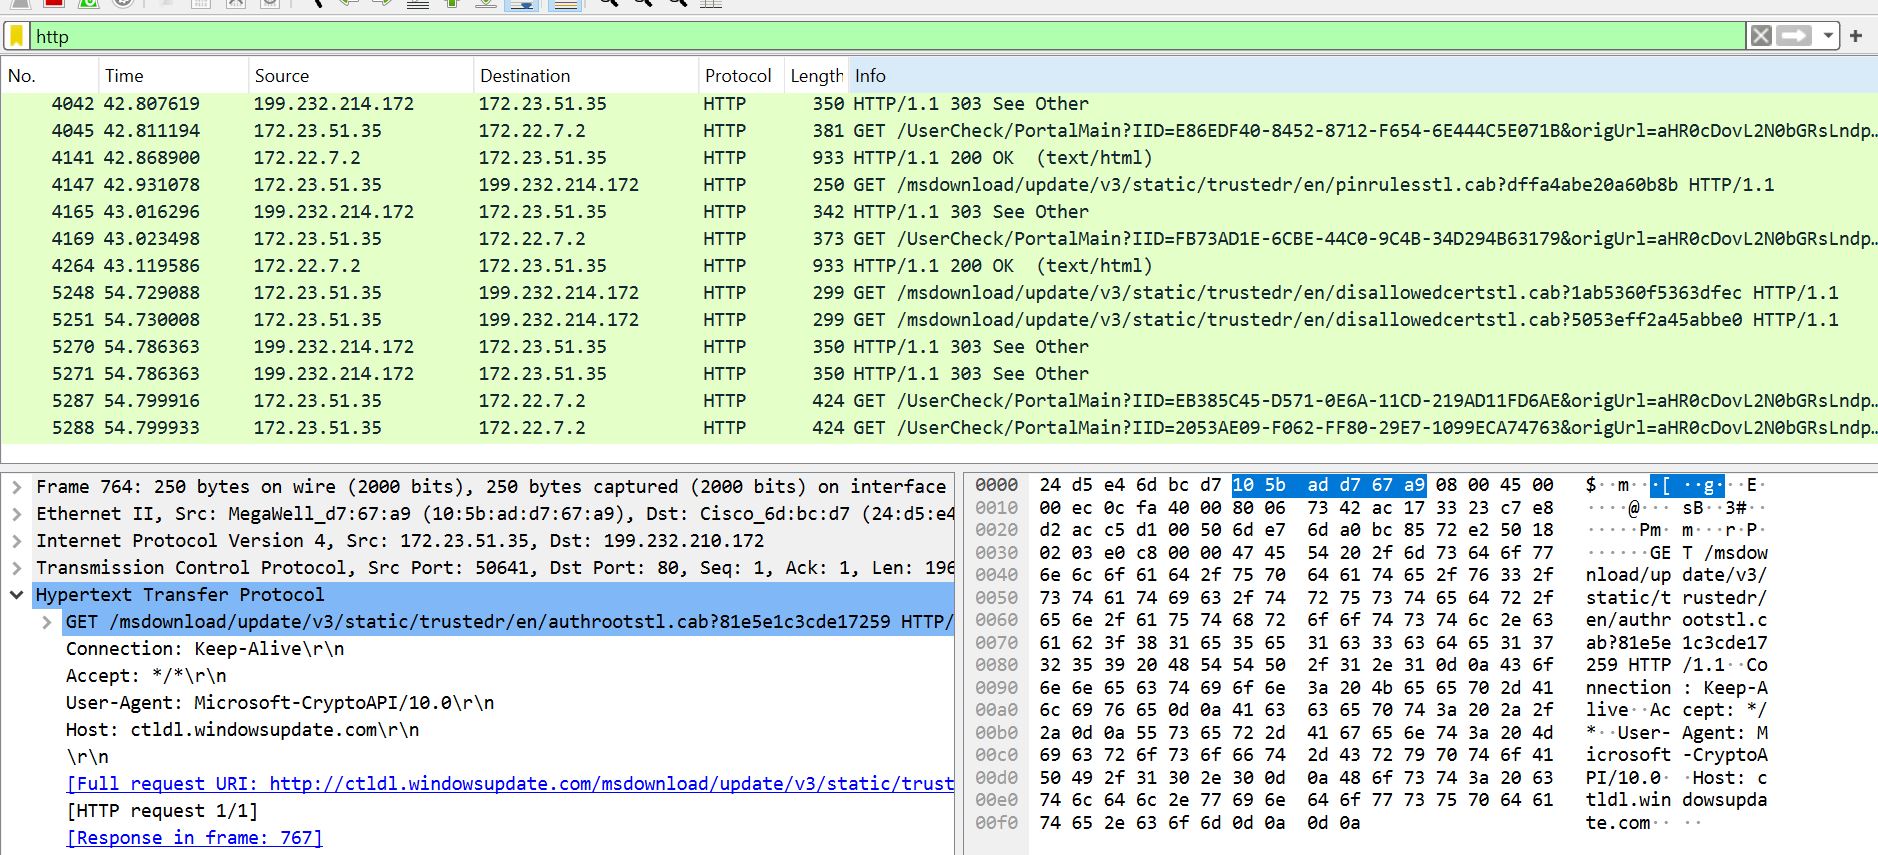 http
No. Time Source Destination Protocol Length Info
4042 42.807619 199.232.214.172 172.23.51.35 HTTP 350 HTTP/1.1 303 See Other
4045 42.811194 172.23.51.35 172.22.7.2 HTTP 381 GET /UserCheck/PortalMain?IID=E86EDF40-8452-8712-F654-6E444C5E071B&origUrl=aHR0cDovL2N0bGRsLndp…
4141 42.868900 172.22.7.2 172.23.51.35 HTTP 933 HTTP/1.1 200 OK (text/html)
4147 42.931078 172.23.51.35 199.232.214.172 HTTP 250 GET /msdownload/update/v3/static/trustedr/en/pinrulesstl.cab?dffa4abe20a60b8b HTTP/1.1
4165 43.016296 199.232.214.172 172.23.51.35 HTTP 342 HTTP/1.1 303 See Other
4169 43.023498 172.23.51.35 172.22.7.2 HTTP 373 GET /UserCheck/PortalMain?IID=FB73AD1E-6CBE-44C0-9C4B-34D294B63179&origUrl=aHR0cDovL2N0bGRsLndp…
4264 43.119586 172.22.7.2 172.23.51.35 HTTP 933 HTTP/1.1 200 OK (text/html)
5248 54.729088 172.23.51.35 199.232.214.172 HTTP 299 GET /msdownload/update/v3/static/trustedr/en/disallowedcertstl.cab?1ab5360f5363dfec HTTP/1.1
5251 54.730008 172.23.51.35 199.232.214.172 HTTP 299 GET /msdownload/update/v3/static/trustedr/en/disallowedcertstl.cab?5053eff2a45abbe0 HTTP/1.1
5270 54.786363 199.232.214.172 172.23.51.35 HTTP 350 HTTP/1.1 303 See Other
5271 54.786363 199.232.214.172 172.23.51.35 HTTP 350 HTTP/1.1 303 See Other
5287 54.799916 172.23.51.35 172.22.7.2 HTTP 424 GET /UserCheck/PortalMain?IID=EB385C45-D571-0E6A-11CD-219AD11FD6AE&origUrl=aHR0cDovL2N0bGRsLndp…
5288 54.799933 172.23.51.35 172.22.7.2 HTTP 424 GET /UserCheck/PortalMain?IID=2053AE09-F062-FF80-29E7-1099ECA74763&origUrl=aHR0cDovL2N0bGRsLndp…
Frame 764: 250 bytes on wire (2000 bits), 250 bytes captured (2000 bits) on interface
Ethernet II, Src: MegaWell_d7:67:a9 (10:5b:ad:d7:67:a9), Dst: Cisco_6d:bc:d7 (24:d5:e4
Internet Protocol Version 4, Src: 172.23.51.35, Dst: 199.232.210.172
Transmission Control Protocol, Src Port: 50641, Dst Port: 80, Seq: 1, Ack: 1, Len: 196
Hypertext Transfer Protocol
GET /msdownload/update/v3/static/trustedr/en/authrootstl.cab?81e5e1c3cde17259 HTTP/
Connection: Keep-Alive\r\n
Accept: */*\r\n
User-Agent: Microsoft-CryptoAPI/10.0\r\n
Host: ctldl.windowsupdate.com\r\n
\r\n
[Full request URI: http://ctldl.windowsupdate.com/msdownload/update/v3/static/trust
[HTTP request 1/1]
[Response in frame: 767]
0000 24 d5 e4 6d bc d7 10 5b ad d7 67 a9 08 00 45 00 $··m···[ ··g···E·
0010 00 ec 0c fa 40 00 80 06 73 42 ac 17 33 23 c7 e8 ····@··· sB··3#··
0020 d2 ac c5 d1 00 50 6d e7 6d a0 bc 85 72 e2 50 18 ·····Pm· m···r·P·
0030 02 03 e0 c8 00 00 47 45 54 20 2f 6d 73 64 6f 77 ······GE T /msdow
0040 6e 6c 6f 61 64 2f 75 70 64 61 74 65 2f 76 33 2f nload/up date/v3/
0050 73 74 61 74 69 63 2f 74 72 75 73 74 65 64 72 2f static/t rustedr/
0060 65 6e 2f 61 75 74 68 72 6f 6f 74 73 74 6c 2e 63 en/authr ootstl.c
0070 61 62 3f 38 31 65 35 65 31 63 33 63 64 65 31 37 ab?81e5e 1c3cde17
0080 32 35 39 20 48 54 54 50 2f 31 2e 31 0d 0a 43 6f 259 HTTP /1.1··Co
0090 6e 6e 65 63 74 69 6f 6e 3a 20 4b 65 65 70 2d 41 nnection : Keep-A
00a0 6c 69 76 65 0d 0a 41 63 63 65 70 74 3a 20 2a 2f live··Ac cept: */
00b0 2a 0d 0a 55 73 65 72 2d 41 67 65 6e 74 3a 20 4d *··User- Agent: M
00c0 69 63 72 6f 73 6f 66 74 2d 43 72 79 70 74 6f 41 icrosoft -CryptoA
00d0 50 49 2f 31 30 2e 30 0d 0a 48 6f 73 74 3a 20 63 PI/10.0· ·Host: c
00e0 74 6c 64 6c 2e 77 69 6e 64 6f 77 73 75 70 64 61 tldl.win dowsupda
00f0 74 65 2e 63 6f 6d 0d 0a 0d 0a te.com·· ··